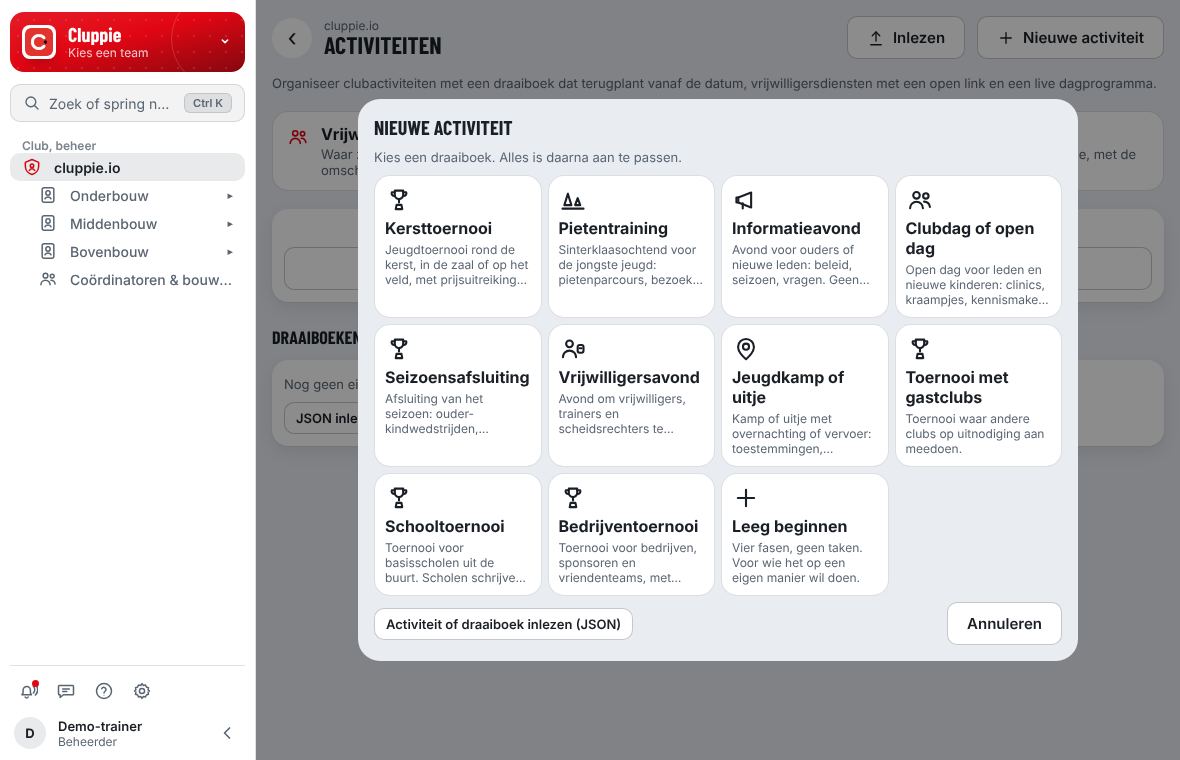 Cluppie
Kies een team
Zoek of spring n... Ctrl K
Club, beheer
cluppie.io
Onderbouw
Middenbouw
Bovenbouw
Coördinatoren & bouw...
Demo-trainer
Beheerder
D
cluppie.io
ACTIVITEITEN
Inlezen
Nieuwe activiteit
Organiseer clubactiviteiten met een draaiboek dat terugplant vanaf de datum, vrijwilligersdiensten met een open link en een live dagprogramma.
Vrijw
Waar
e, met de
omsch
DRAAIBOEKEN
Nog geen ei
JSON inle
NIEUWE ACTIVITEIT
Kies een draaiboek. Alles is daarna aan te passen.
Kersttoernooi
Jeugdtoernooi rond de
kerst, in de zaal of op het
veld, met prijsuitreiking...
Pietentraining
Sinterklaasochtend voor
de jongste jeugd:
pietenparcours, bezoek...
Informatieavond
Avond voor ouders of
nieuwe leden: beleid,
seizoen, vragen. Geen...
Clubdag of open
dag
Open dag voor leden en
nieuwe kinderen: clinics,
kraampjes, kennismake...
Seizoensafsluiting
Afsluiting van het
seizoen: ouder-
kindwedstrijden,...
Vrijwilligersavond
Avond om vrijwilligers,
trainers en
scheidsrechters te...
Jeugdkamp of
uitje
Kamp of uitje met
overnachting of vervoer:
toestemmingen,...
Toernooi met
gastclubs
Toernooi waar andere
clubs op uitnodiging aan
meedoen.
Schooltoernooi
Toernooi voor
basisscholen uit de
buurt. Scholen schrijve...
Bedrijventoernooi
Toernooi voor bedrijven,
sponsoren en
vriendenteams, met...
Leeg beginnen
Vier fasen, geen taken.
Voor wie het op een
eigen manier wil doen.
Activiteit of draaiboek inlezen (JSON)
Annuleren